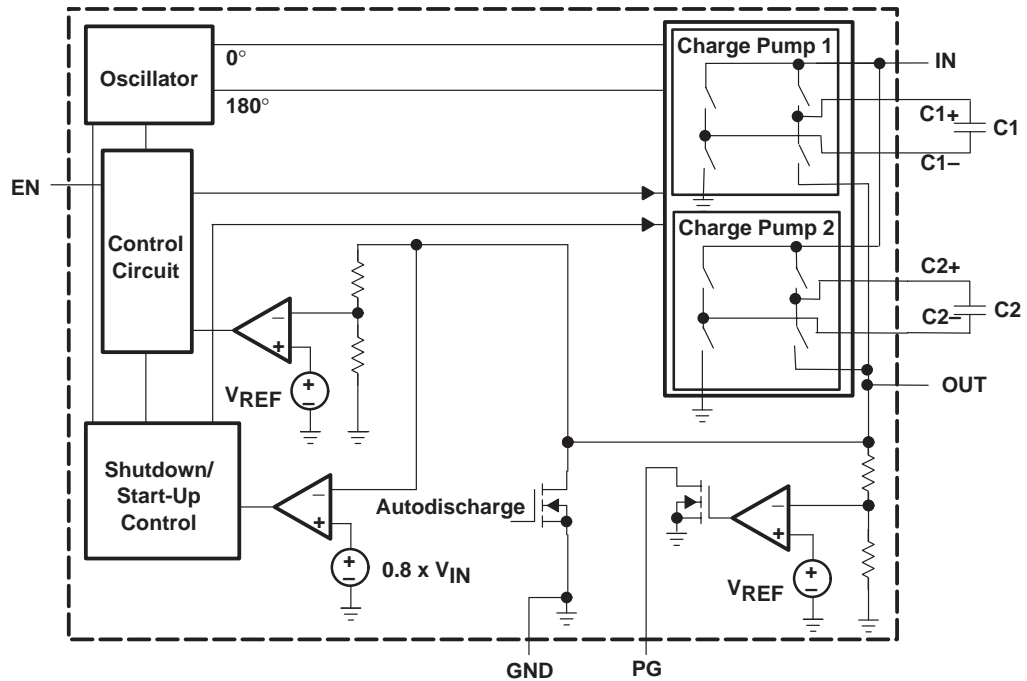 Oscillator
0°
180°
Charge Pump 1
IN
C1+
C1
C1–
EN
Control
Circuit
Charge Pump 2
C2+
C2–
C2
–
+
+
–
VREF
OUT
Shutdown/
Start-Up
Control
–
+
+
–
0.8 x VIN
Autodischarge
–
+
+
–
VREF
GND
PG